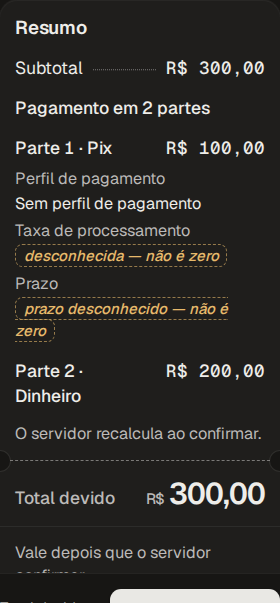 Resumo
Subtotal R$ 300,00
Pagamento em 2 partes
Parte 1 · Pix R$ 100,00
Perfil de pagamento
Sem perfil de pagamento
Taxa de processamento
desconhecida — não é zero
Prazo
prazo desconhecido — não é
zero
Parte 2 · R$ 200,00
Dinheiro
O servidor recalcula ao confirmar.
Total devido R$ 300,00
Vale depois que o servidor